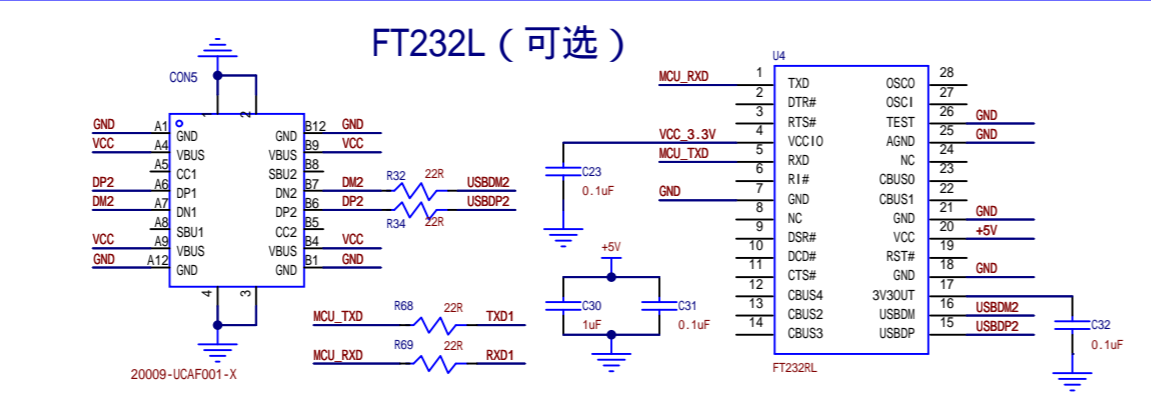 FT232L（可选）
CON5
1 2
GND A1 GND GND B12 GND
VCC A4 VBUS VBUS B9 VCC
A5 CC1 SBU2 B8
DP2 A6 DP1 DN2 B7 DM2 R32 22R USBDM2
DM2 A7 DN1 DP2 B6 DP2 R34 22R USBDP2
A8 SBU1 CC2 B5
VCC A9 VBUS VBUS B4 VCC
GND A12 GND GND B1 GND
4 3
20009-UCAF001-X
MCU_TXD R68 22R TXD1
MCU_RXD R69 22R RXD1
VCC_3.3V
C23
0.1uF
+5V
C30
1uF
C31
0.1uF
U4
MCU_RXD 1 TXD OSCO 28
2 DTR# OSCI 27
3 RTS# TEST 26 GND
4 VCCIO AGND 25 GND
MCU_TXD 5 RXD NC 24
6 RI# CBUS0 23
GND 7 GND CBUS1 22
8 NC GND 21 GND
9 DSR# VCC 20 +5V
10 DCD# RST# 19
11 CTS# GND 18 GND
12 CBUS4 3V3OUT 17
13 CBUS2 USBDM 16 USBDM2
14 CBUS3 USBDP 15 USBDP2
FT232RL
C32
0.1uF